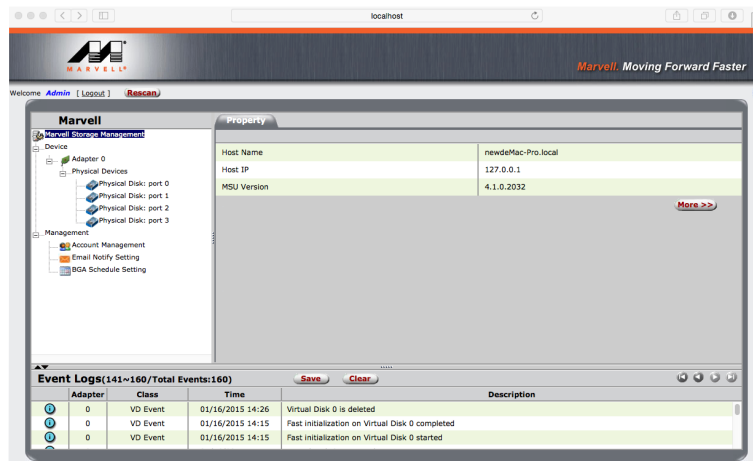 localhost
MARVELL®
Marvell. Moving Forward Faster
Welcome Admin [ Logout ] Rescan
Marvell
Property
Marvell Storage Management
Device
Adapter 0
Physical Devices
Physical Disk: port 0
Physical Disk: port 1
Physical Disk: port 2
Physical Disk: port 3
Management
Account Management
Email Notify Setting
BGA Schedule Setting
Host Name newdeMac-Pro.local
Host IP 127.0.0.1
MSU Version 4.1.0.2032
More >>
Event Logs(141~160/Total Events:160) Save Clear
Adapter Class Time Description
0 VD Event 01/16/2015 14:26 Virtual Disk 0 is deleted
0 VD Event 01/16/2015 14:15 Fast initialization on Virtual Disk 0 completed
0 VD Event 01/16/2015 14:15 Fast initialization on Virtual Disk 0 started